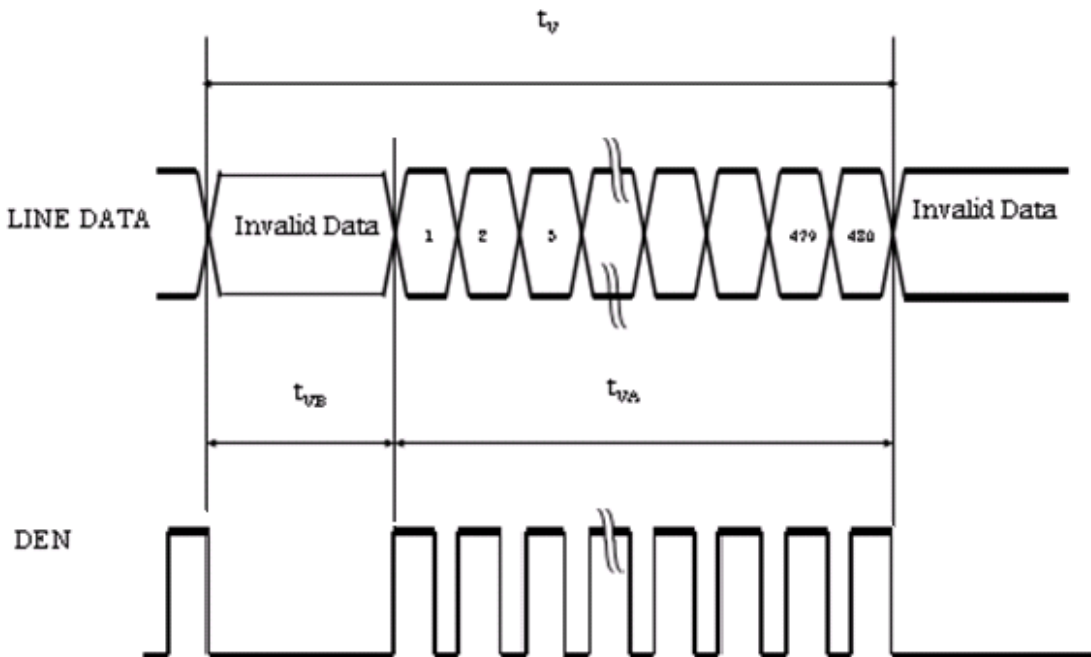 tv
LINE DATA
Invalid Data
1
2
3
479
480
Invalid Data
tVB
tVA
DEN